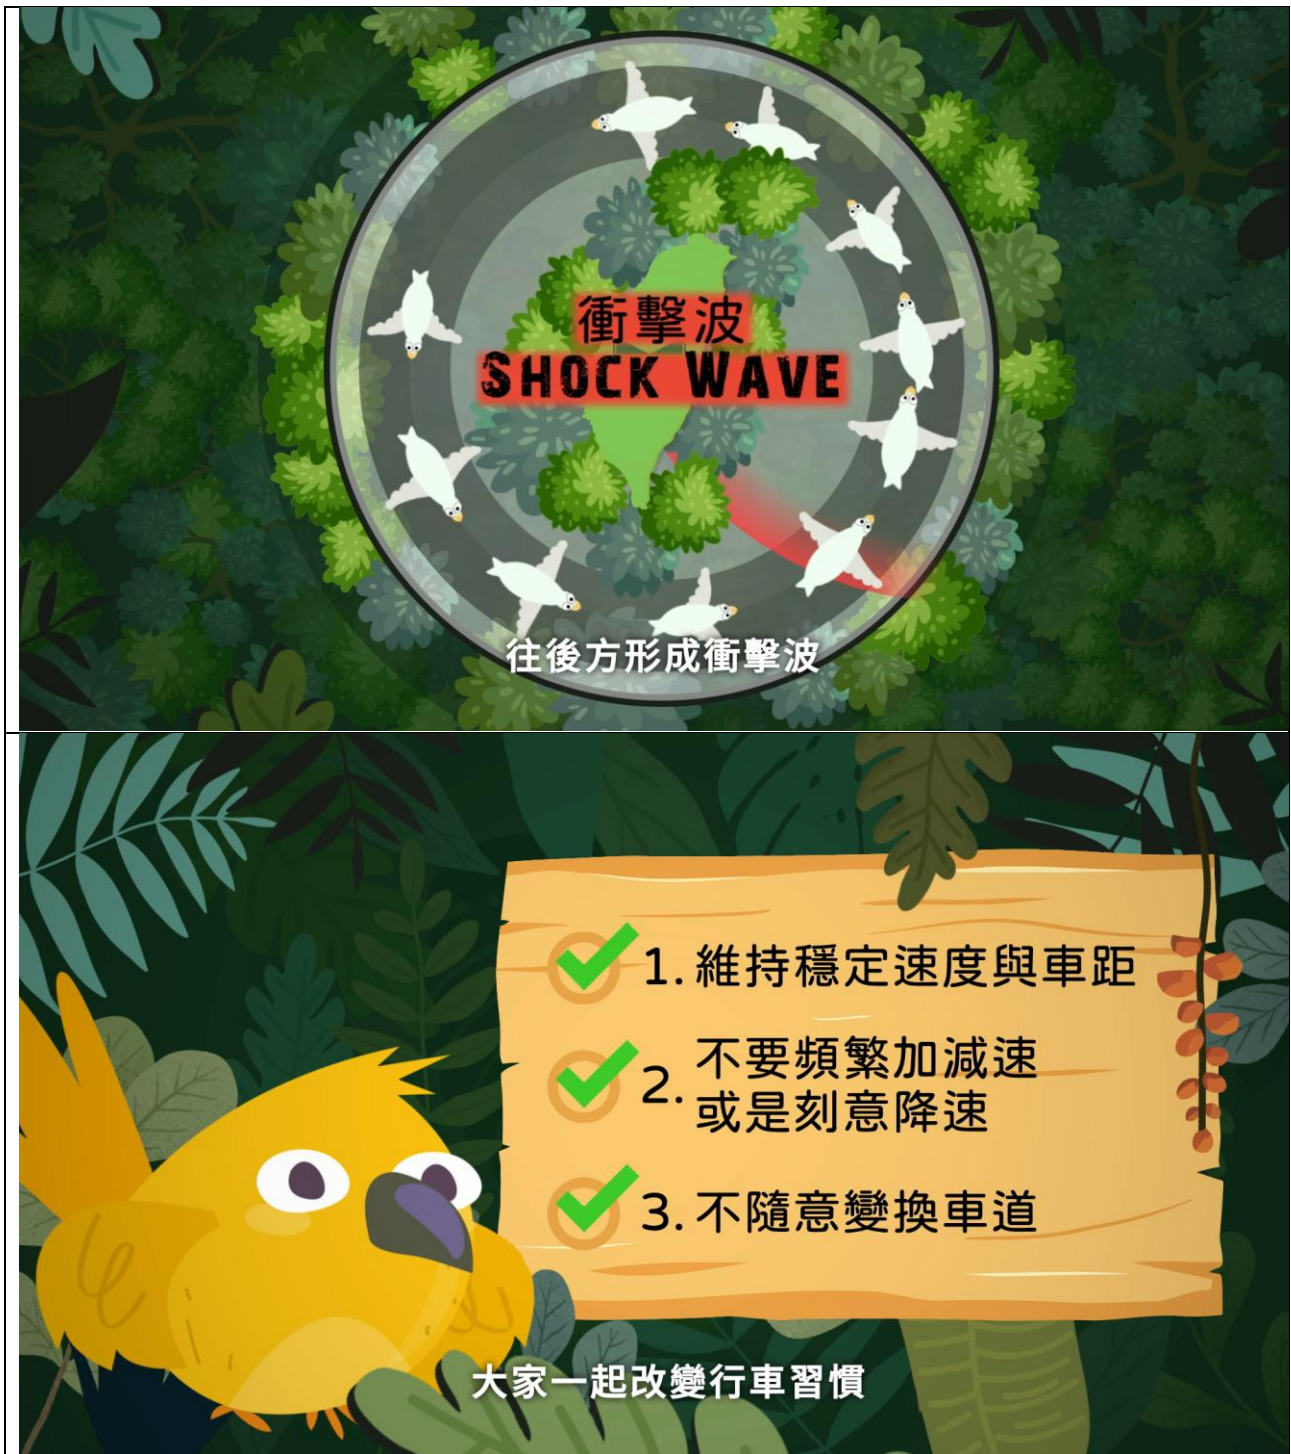 衝擊波
SHOCK WAVE
往後方形成衝擊波
1. 維持穩定速度與車距
2. 不要頻繁加減速
或是刻意降速
3. 不隨意變換車道
大家一起改變行車習慣